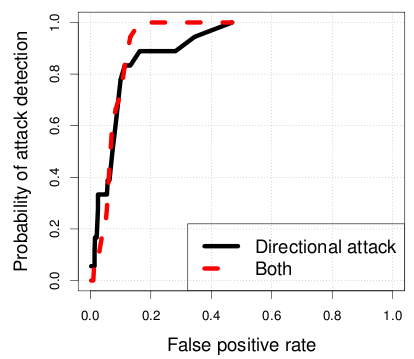 Probability of attack detection
1.0
0.8
0.6
0.4
0.2
0.0
Directional attack
Both
0.0 0.2 0.4 0.6 0.8 1.0
False positive rate